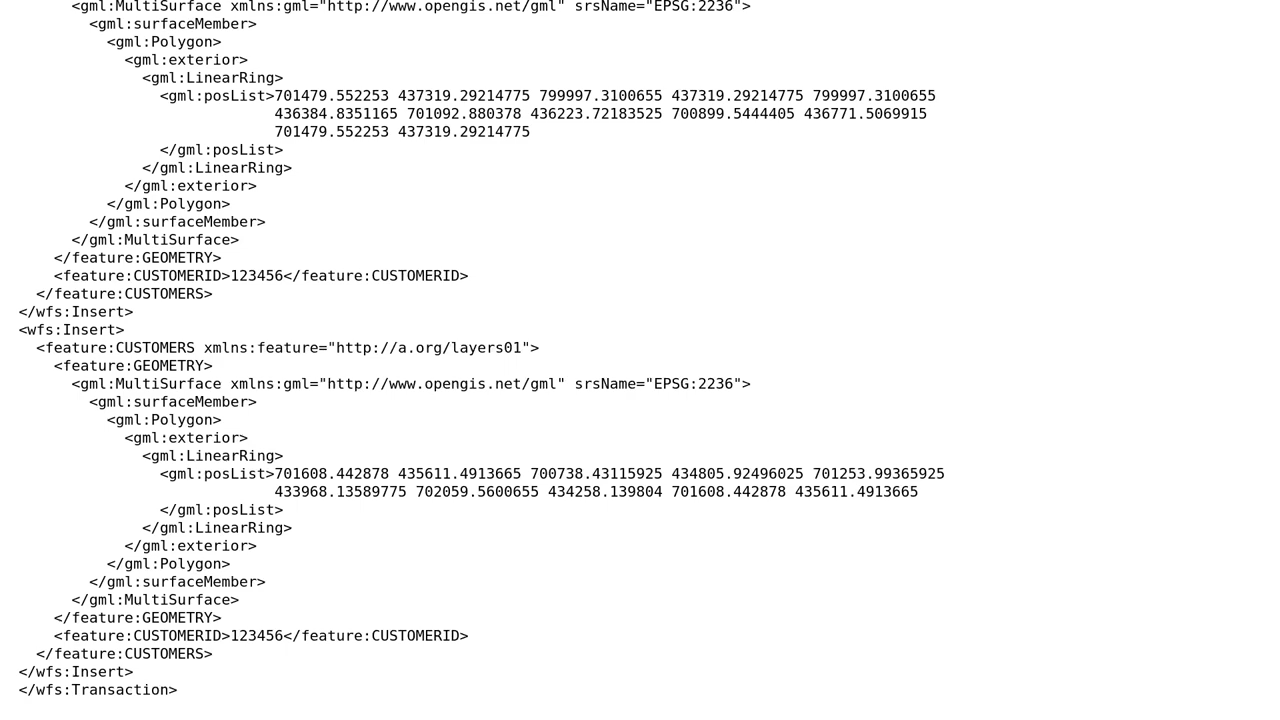 <gml:MultiSurface xmlns:gml="http://www.opengis.net/gml" srsName="EPSG:2236">
<gml:surfaceMember>
<gml:Polygon>
<gml:exterior>
<gml:LinearRing>
<gml:posList>701479.552253 437319.29214775 799997.3100655 437319.29214775 799997.3100655
436384.8351165 701092.880378 436223.72183525 700899.5444405 436771.5069915
701479.552253 437319.29214775
</gml:posList>
</gml:LinearRing>
</gml:exterior>
</gml:Polygon>
</gml:surfaceMember>
</gml:MultiSurface>
</feature:GEOMETRY>
<feature:CUSTOMERID>123456</feature:CUSTOMERID>
</feature:CUSTOMERS>
</wfs:Insert>
<wfs:Insert>
<feature:CUSTOMERS xmlns:feature="http://a.org/layers01">
<feature:GEOMETRY>
<gml:MultiSurface xmlns:gml="http://www.opengis.net/gml" srsName="EPSG:2236">
<gml:surfaceMember>
<gml:Polygon>
<gml:exterior>
<gml:LinearRing>
<gml:posList>701608.442878 435611.4913665 700738.43115925 434805.92496025 701253.99365925
433968.13589775 702059.5600655 434258.139804 701608.442878 435611.4913665
</gml:posList>
</gml:LinearRing>
</gml:exterior>
</gml:Polygon>
</gml:surfaceMember>
</gml:MultiSurface>
</feature:GEOMETRY>
<feature:CUSTOMERID>123456</feature:CUSTOMERID>
</feature:CUSTOMERS>
</wfs:Insert>
</wfs:Transaction>